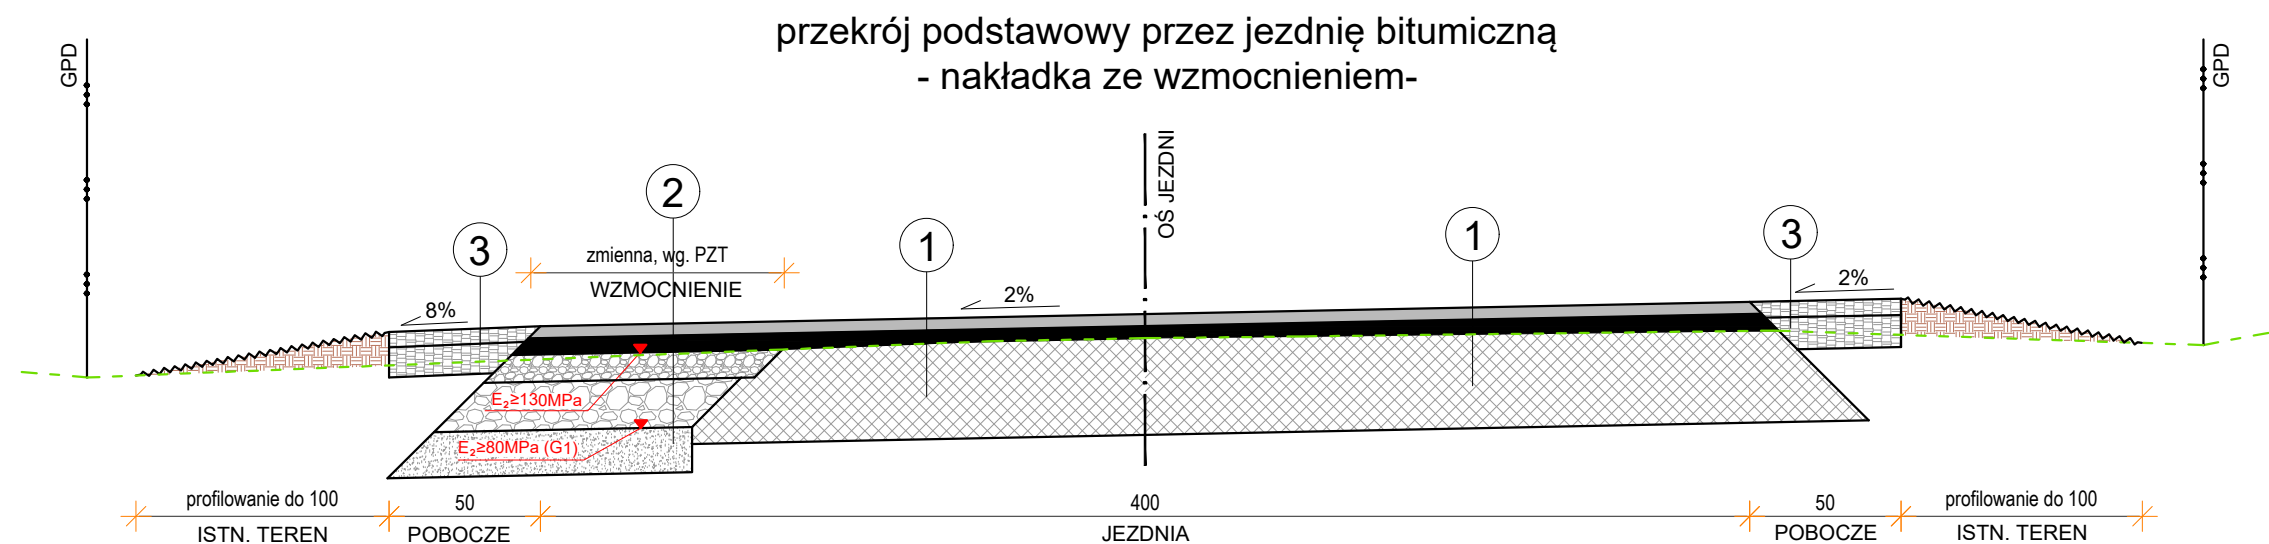 przekrój podstawowy przez jezdnię bitumiczną
- nakładka ze wzmocnieniem-
GPD
GPD
OŚ JEZDNI
2
3
1
1
3
zmienna, wg. PZT
WZMOCNIENIE
8%
2%
2%
E₂≥130MPa
E₂≥80MPa (G1)
profilowanie do 100
50
400
50
profilowanie do 100
ISTN. TEREN
POBOCZE
JEZDNIA
POBOCZE
ISTN. TEREN